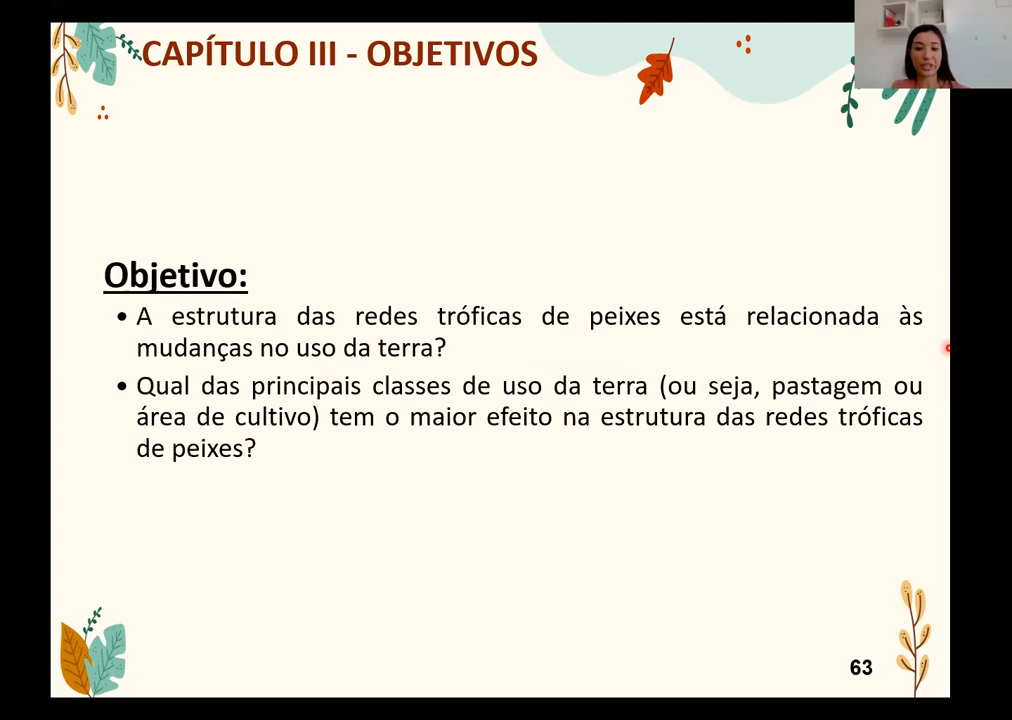 CAPÍTULO III - OBJETIVOS
Objetivo:
• A estrutura das redes tróficas de peixes está relacionada às
mudanças no uso da terra?
• Qual das principais classes de uso da terra (ou seja, pastagem ou
área de cultivo) tem o maior efeito na estrutura das redes tróficas
de peixes?
63